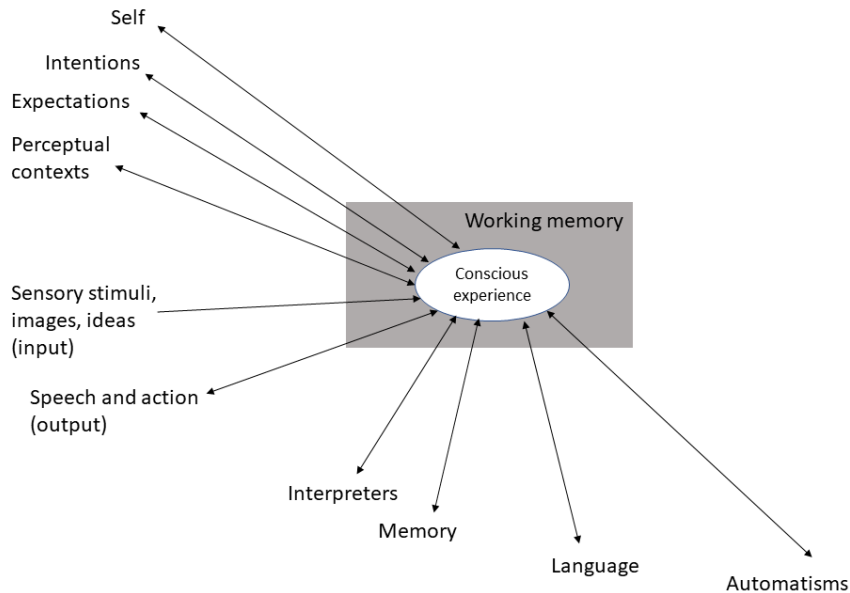 Self
Intentions
Expectations
Perceptual
contexts
Working memory
Conscious
experience
Sensory stimuli,
images, ideas
(input)
Speech and action
(output)
Interpreters
Memory
Language
Automatisms